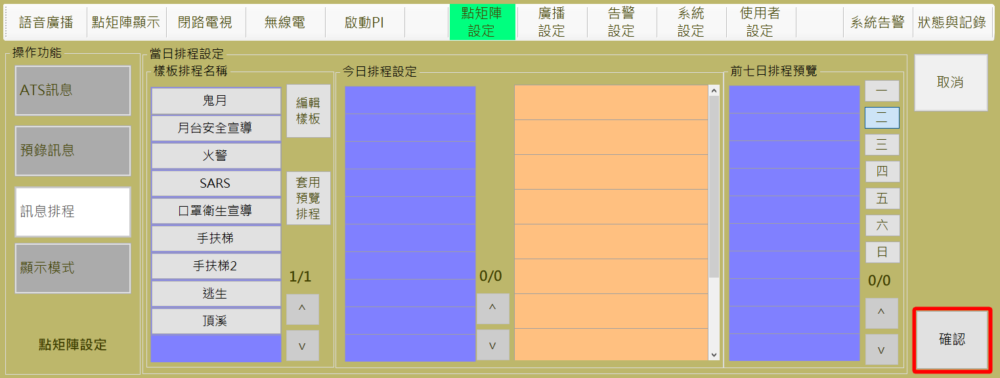 語音廣播
點矩陣顯示
閉路電視
無線電
啟動PI
點矩陣
設定
廣播
設定
告警
設定
系統
設定
使用者
設定
系統告警
狀態與記錄
操作功能
ATS訊息
預錄訊息
訊息排程
顯示模式
點矩陣設定
當日排程設定
樣板排程名稱
鬼月
月台安全宣導
火警
SARS
口罩衛生宣導
手扶梯
手扶梯2
逃生
頂溪
編輯
樣板
套用
預覽
排程
1/1
^
v
今日排程設定
0/0
^
v
前七日排程預覽
一
二
三
四
五
六
日
0/0
^
v
取消
確認